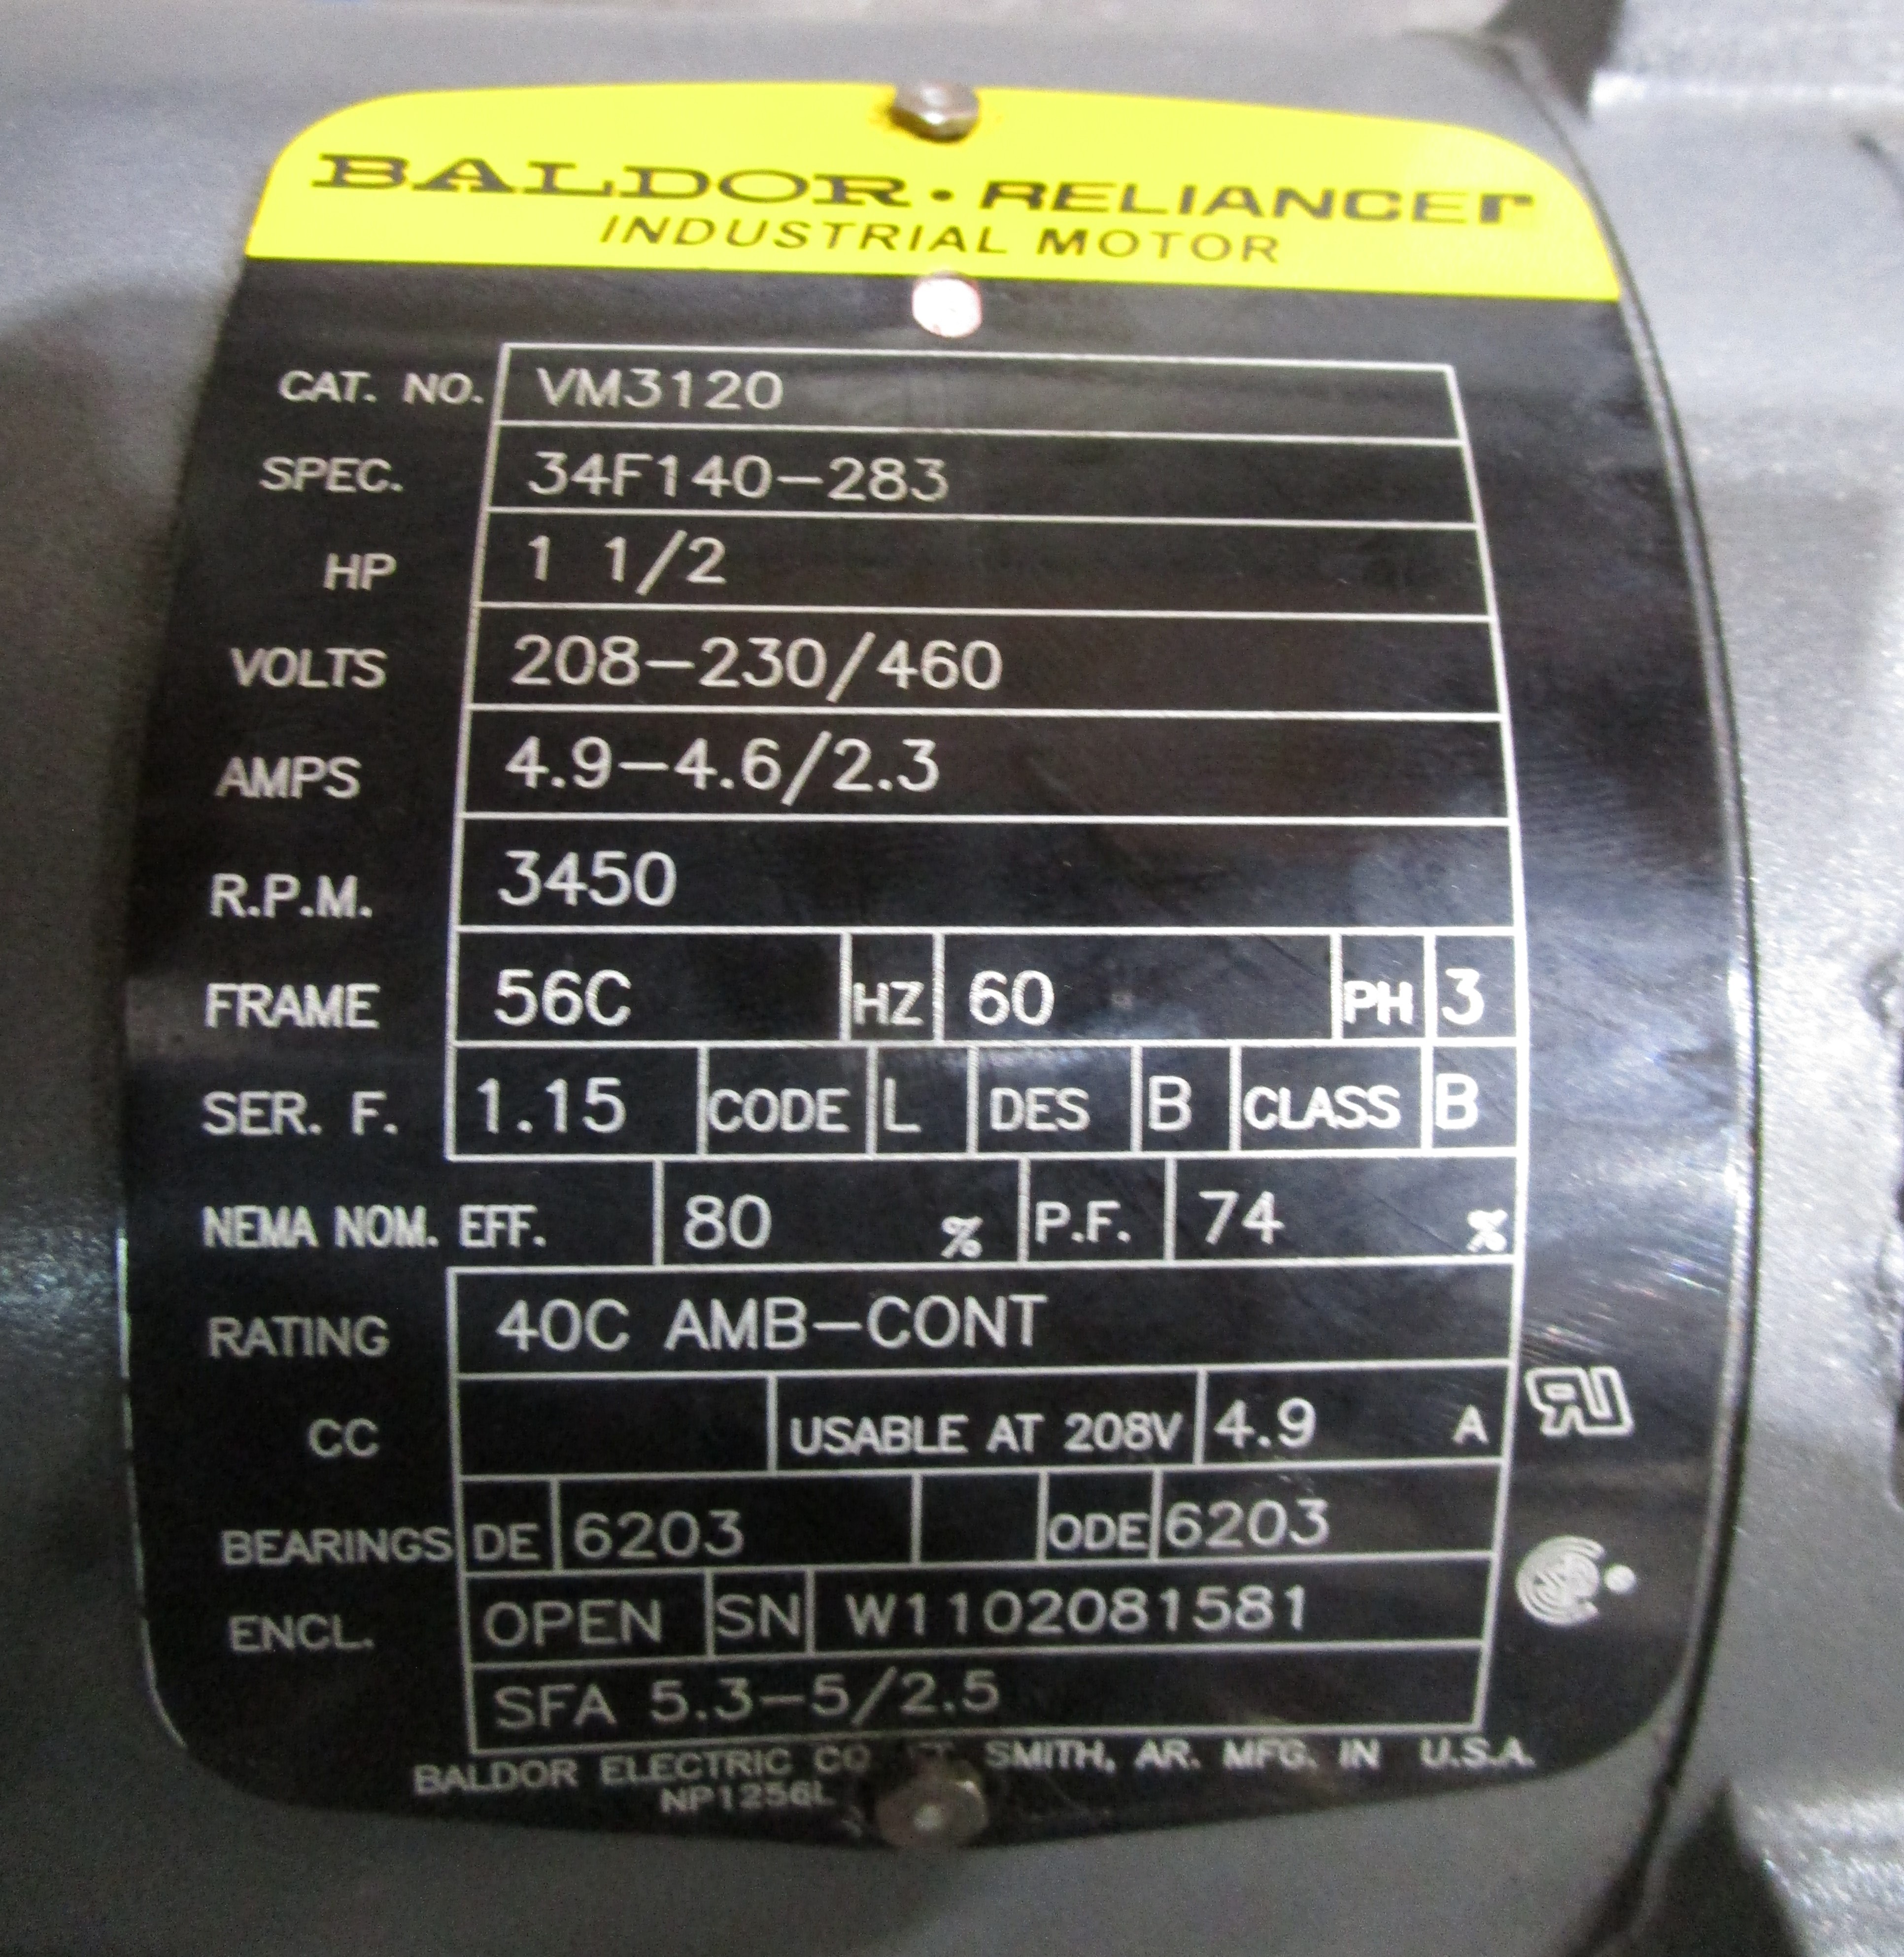 BALDOR • RELIANCER
INDUSTRIAL MOTOR
CAT. NO. VM3120
SPEC. 34F140-283
HP 1 1/2
VOLTS 208-230/460
AMPS 4.9-4.6/2.3
R.P.M. 3450
FRAME 56C HZ 60 PH 3
SER. F. 1.15 CODE L DES B CLASS B
NEMA NOM. EFF. 80 % P.F. 74 %
RATING 40C AMB-CONT
CC USABLE AT 208V 4.9 A
BEARINGS DE 6203 ODE 6203
ENCL. OPEN SN W1102081581
SFA 5.3-5/2.5
BALDOR ELECTRIC CO SMITH, AR. MFG. IN U.S.A.
NP1256L